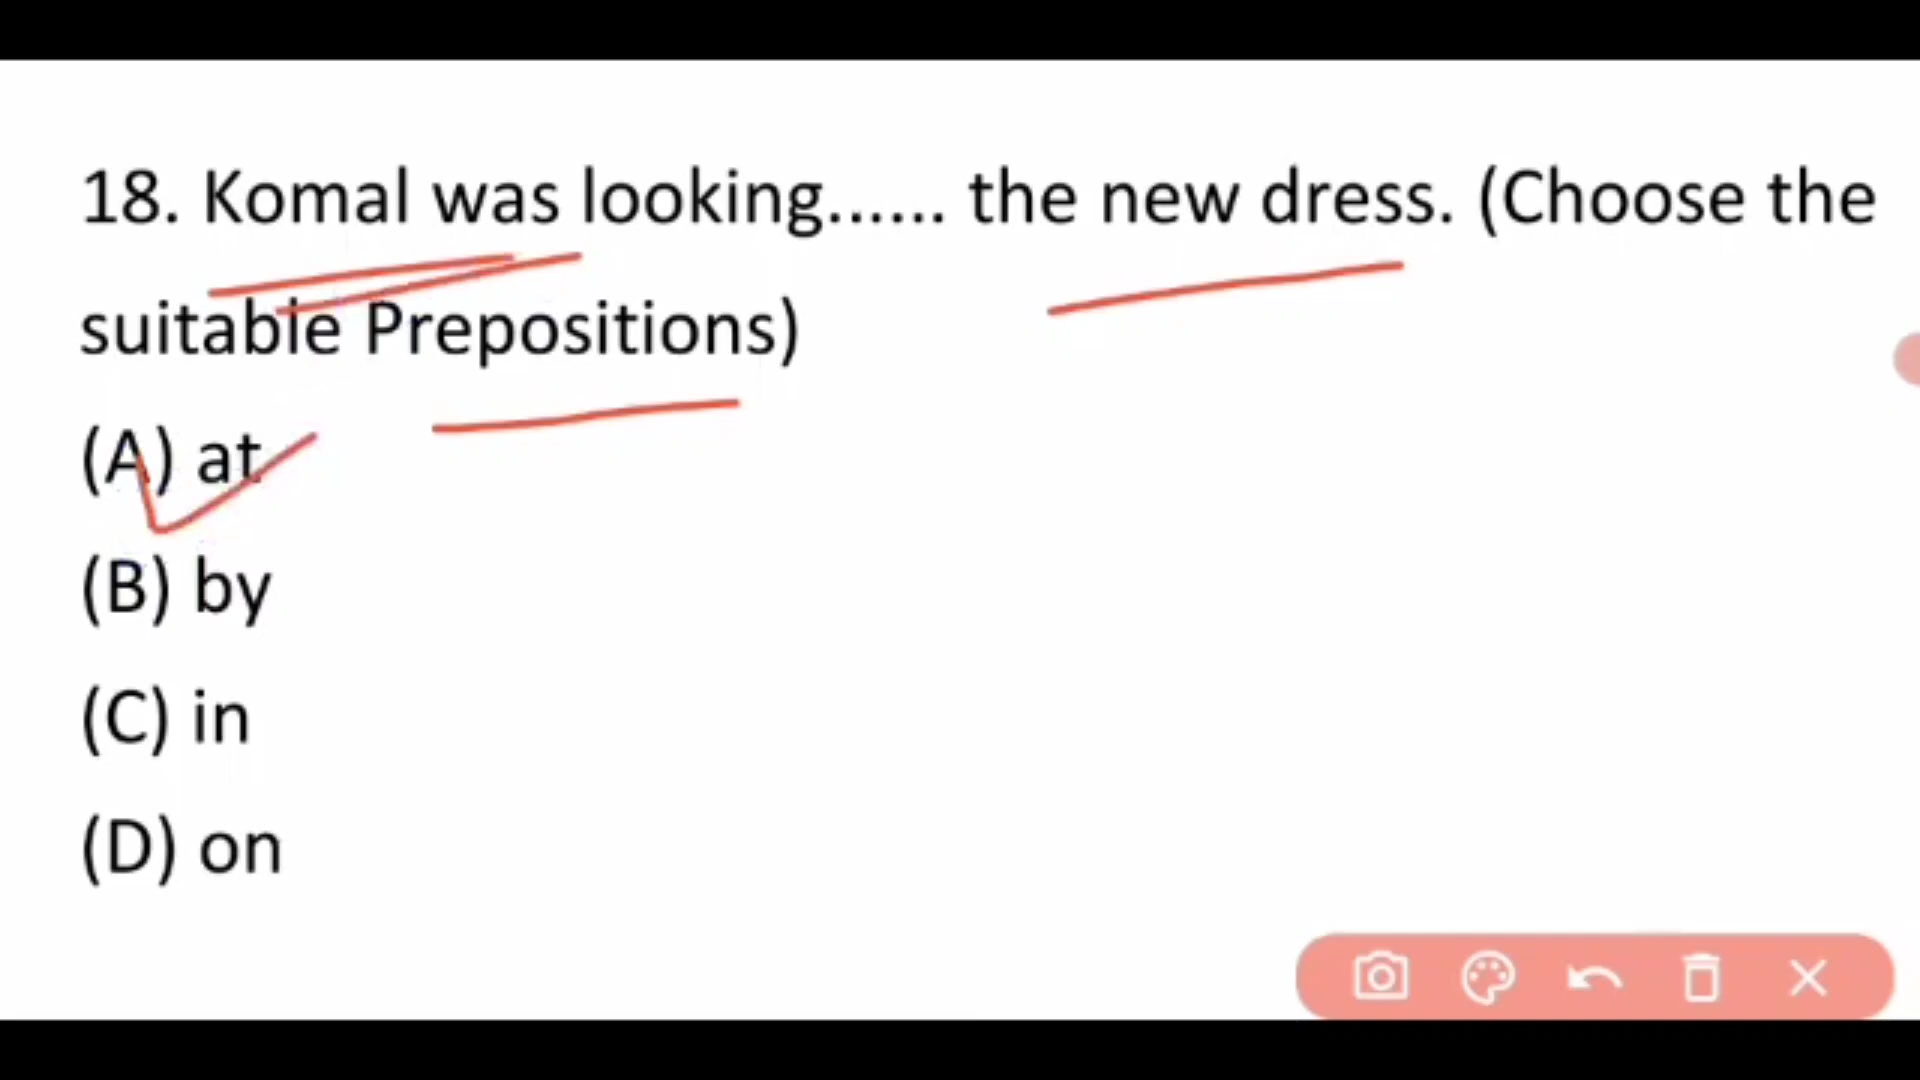 18. Komal was looking...... the new dress. (Choose the
suitable Prepositions)
(A) at
(B) by
(C) in
(D) on